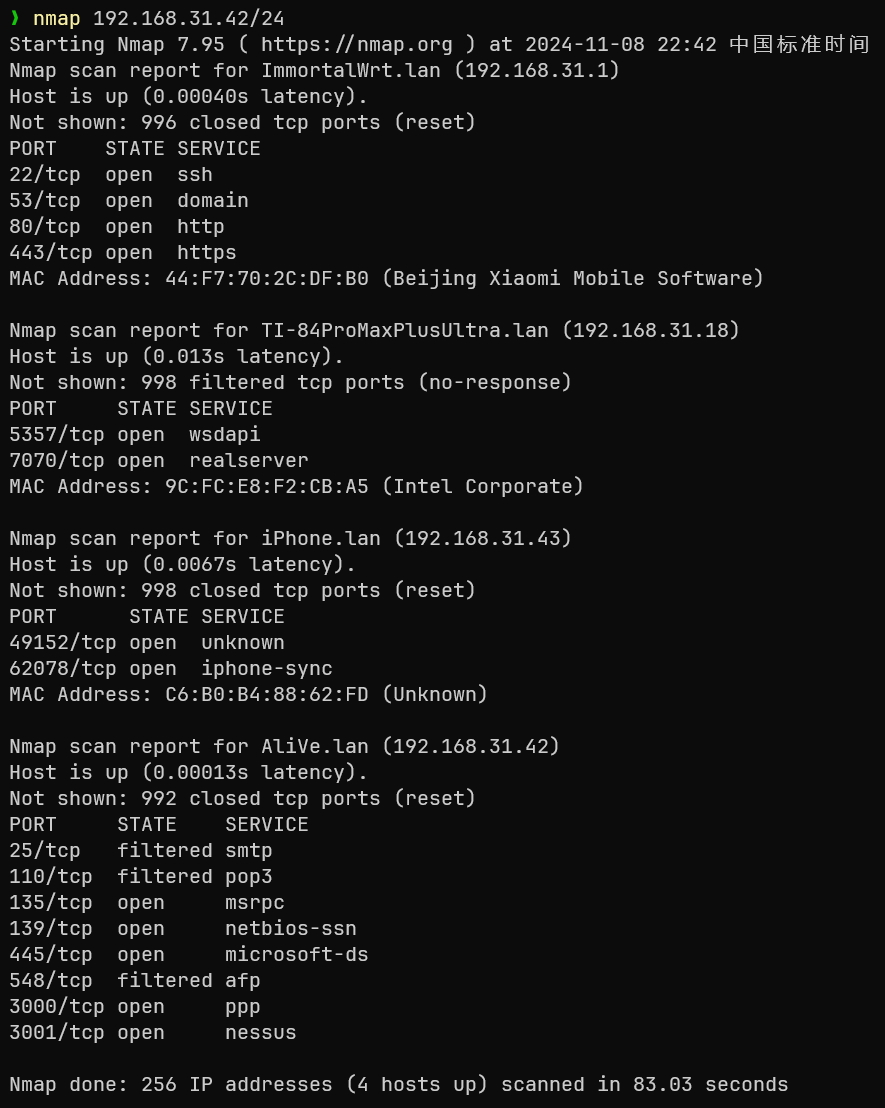 ❯ nmap 192.168.31.42/24
Starting Nmap 7.95 ( https://nmap.org ) at 2024-11-08 22:42 中国标准时间
Nmap scan report for ImmortalWrt.lan (192.168.31.1)
Host is up (0.00040s latency).
Not shown: 996 closed tcp ports (reset)
PORT    STATE SERVICE
22/tcp  open  ssh
53/tcp  open  domain
80/tcp  open  http
443/tcp open  https
MAC Address: 44:F7:70:2C:DF:B0 (Beijing Xiaomi Mobile Software)

Nmap scan report for TI-84ProMaxPlusUltra.lan (192.168.31.18)
Host is up (0.013s latency).
Not shown: 998 filtered tcp ports (no-response)
PORT     STATE SERVICE
5357/tcp open  wsdapi
7070/tcp open  realserver
MAC Address: 9C:FC:E8:F2:CB:A5 (Intel Corporate)

Nmap scan report for iPhone.lan (192.168.31.43)
Host is up (0.0067s latency).
Not shown: 998 closed tcp ports (reset)
PORT      STATE SERVICE
49152/tcp open  unknown
62078/tcp open  iphone-sync
MAC Address: C6:B0:B4:88:62:FD (Unknown)

Nmap scan report for AliVe.lan (192.168.31.42)
Host is up (0.00013s latency).
Not shown: 992 closed tcp ports (reset)
PORT     STATE    SERVICE
25/tcp   filtered smtp
110/tcp  filtered pop3
135/tcp  open     msrpc
139/tcp  open     netbios-ssn
445/tcp  open     microsoft-ds
548/tcp  filtered afp
3000/tcp open     ppp
3001/tcp open     nessus

Nmap done: 256 IP addresses (4 hosts up) scanned in 83.03 seconds